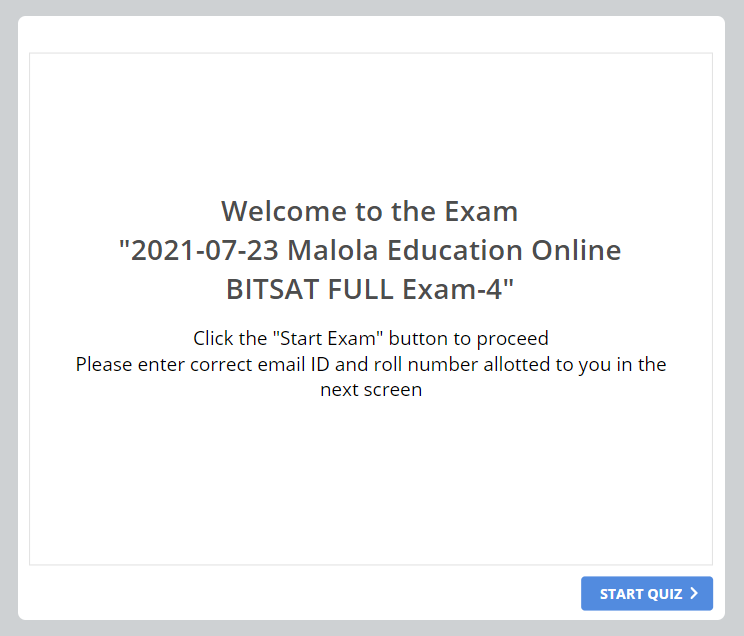 Welcome to the Exam
"2021-07-23 Malola Education Online
BITSAT FULL Exam-4"
Click the "Start Exam" button to proceed
Please enter correct email ID and roll number allotted to you in the
next screen
START QUIZ